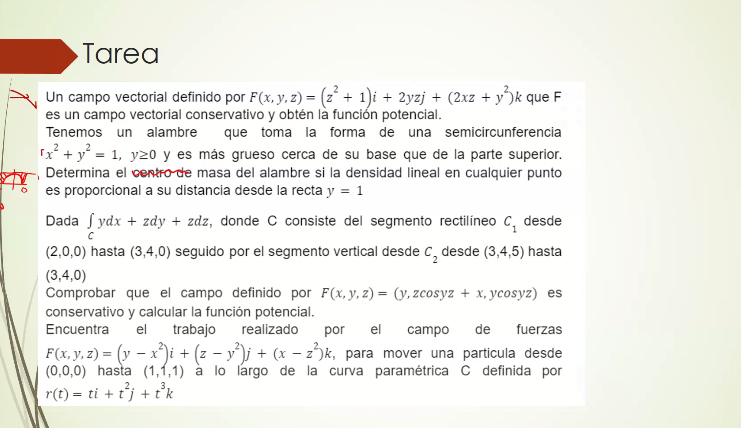 Tarea
Un campo vectorial definido por F(x, y, z) = (z² + 1)i + 2yzj + (2xz + y²)k que F
es un campo vectorial conservativo y obtén la función potencial.
Tenemos un alambre que toma la forma de una semicircunferencia
x² + y² = 1, y≥0 y es más grueso cerca de su base que de la parte superior.
Determina el centro de masa del alambre si la densidad lineal en cualquier punto
es proporcional a su distancia desde la recta y = 1
Dada ∫ ydx + zdy + zdz, donde C consiste del segmento rectilíneo C₁ desde
C
(2,0,0) hasta (3,4,0) seguido por el segmento vertical desde C₂ desde (3,4,5) hasta
(3,4,0)
Comprobar que el campo definido por F(x, y, z) = (y, zcosyz + x, ycosyz) es
conservativo y calcular la función potencial.
Encuentra el trabajo realizado por el campo de fuerzas
F(x, y, z) = (y − x²)i + (z − y²)j + (x − z²)k, para mover una particula desde
(0,0,0) hasta (1,1,1) a lo largo de la curva paramétrica C definida por
r(t) = ti + t²j + t³k